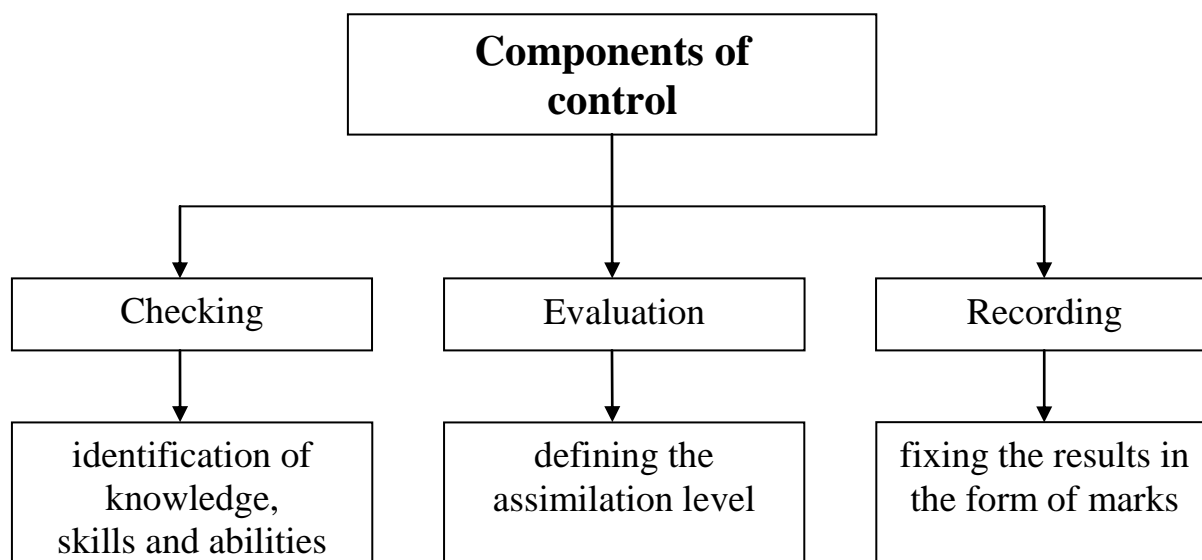 Components of
control
Checking
Evaluation
Recording
identification of
knowledge,
skills and abilities
defining the
assimilation level
fixing the results in
the form of marks